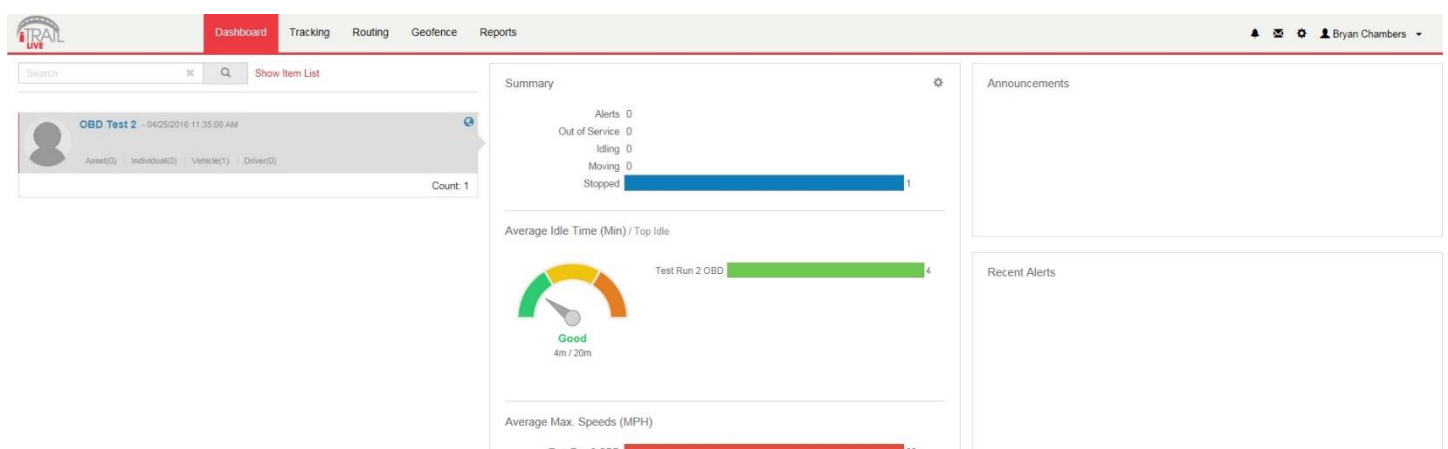 iTRAIL
LIVE
Dashboard Tracking Routing Geofence Reports
Bryan Chambers
Search
Show Item List
OBD Test 2 - 04/25/2016 11:35:08 AM
Asset(0) Individual(0) Vehicle(1) Driver(0)
Count: 1
Summary
Alerts 0
Out of Service 0
Idling 0
Moving 0
Stopped 1
Average Idle Time (Min) / Top Idle
Test Run 2 OBD 4
Good
4m / 20m
Average Max. Speeds (MPH)
Announcements
Recent Alerts